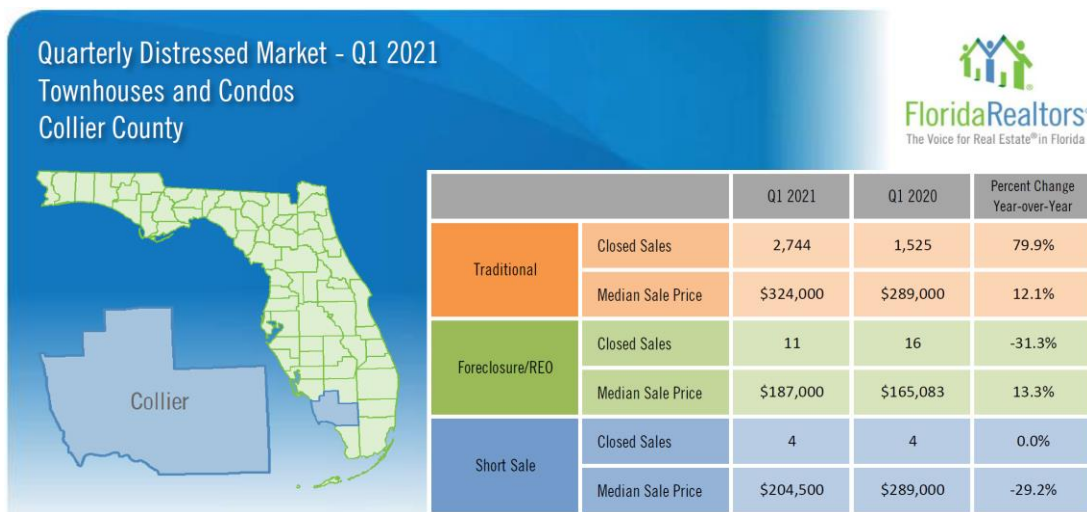 Quarterly Distressed Market - Q1 2021
Townhouses and Condos
Collier County
FloridaRealtors®
The Voice for Real Estate® in Florida
Collier
Q1 2021 Q1 2020 Percent Change
Year-over-Year
Traditional
Closed Sales 2,744 1,525 79.9%
Median Sale Price $324,000 $289,000 12.1%
Foreclosure/REO
Closed Sales 11 16 -31.3%
Median Sale Price $187,000 $165,083 13.3%
Short Sale
Closed Sales 4 4 0.0%
Median Sale Price $204,500 $289,000 -29.2%